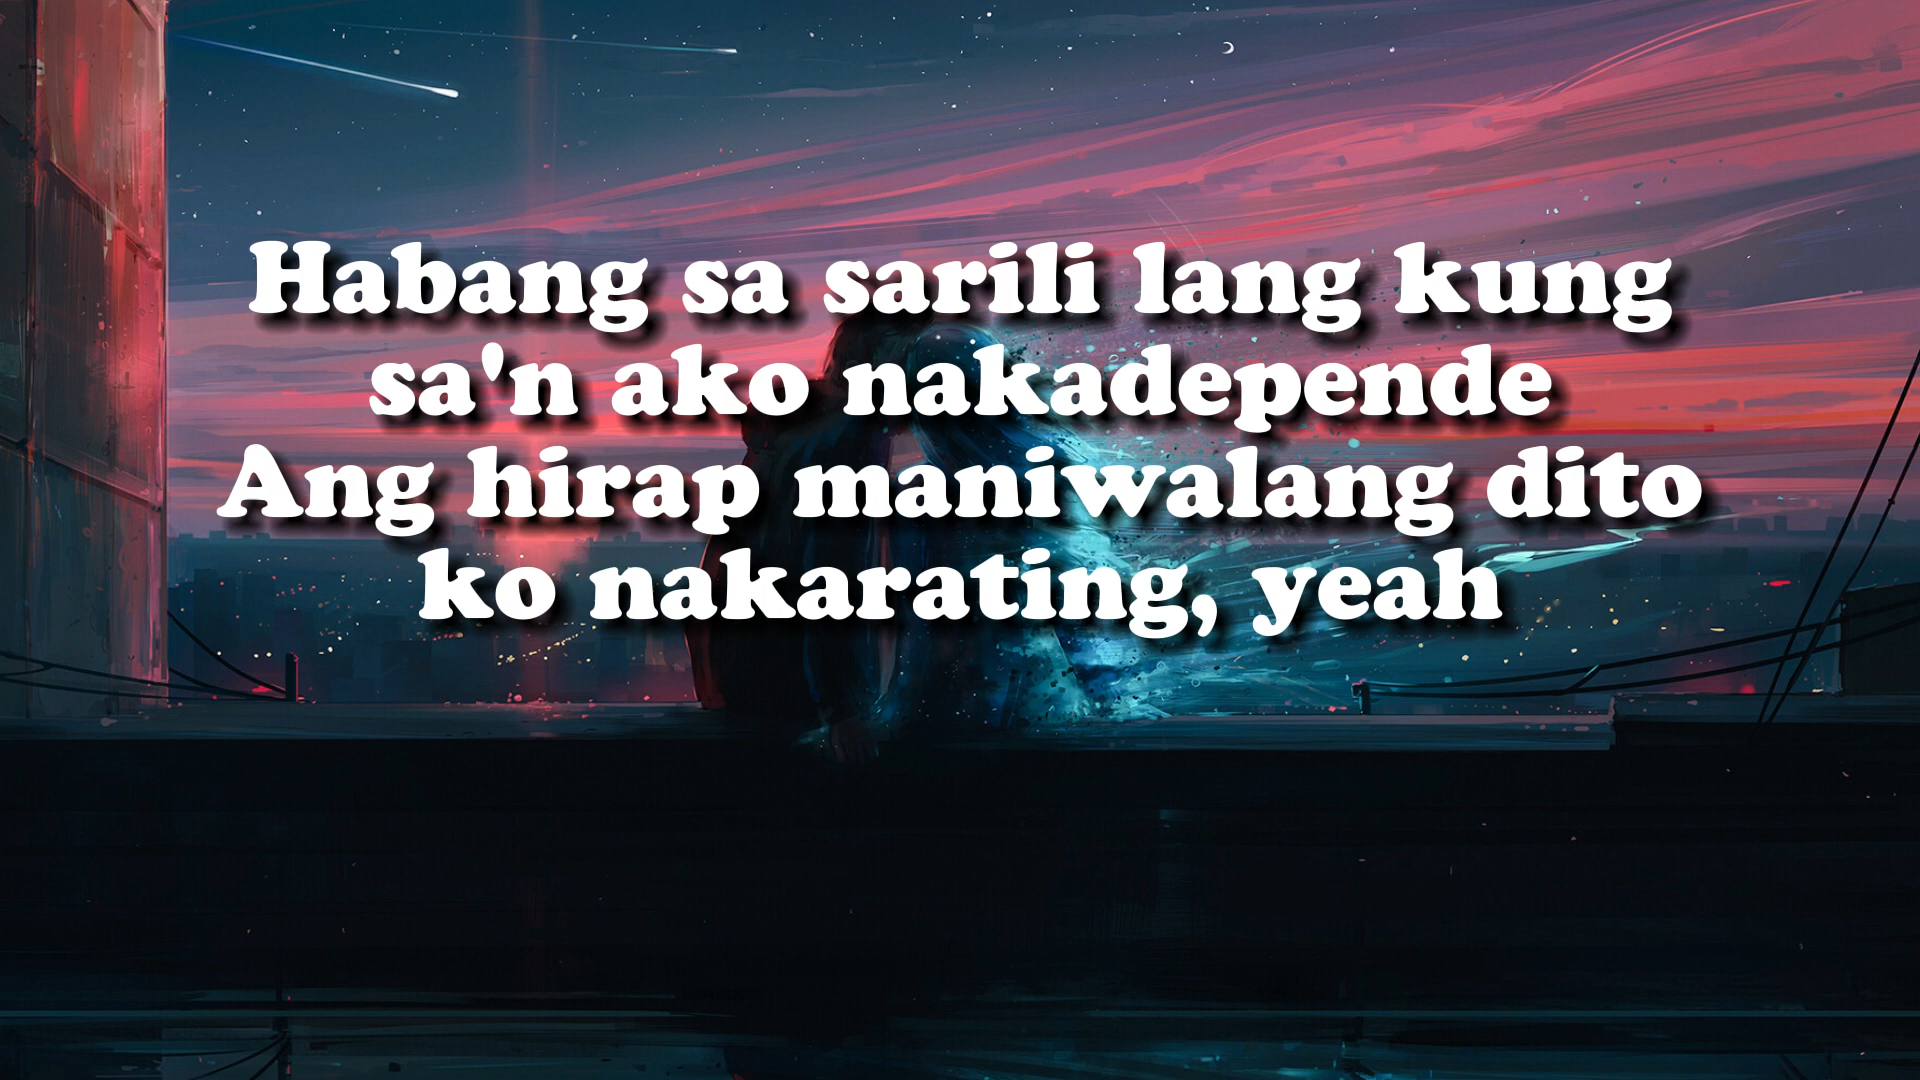 Habang sa sarili lang kung
sa'n ako nakadepende
Ang hirap maniwalang dito
ko nakarating, yeah